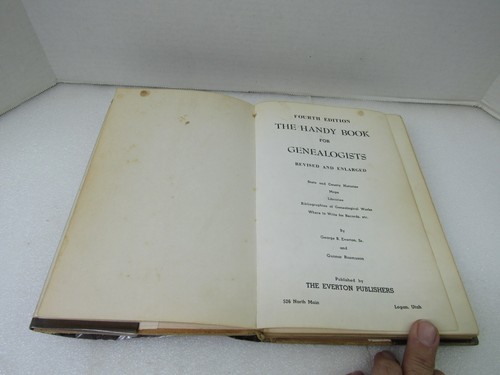 FOURTH EDITION
THE HANDY BOOK
FOR
GENEALOGISTS
REVISED AND ENLARGED
State and County Histories
Maps
Libraries
Bibliographies of Genealogical Works
Where to Write for Records, etc.
By
George B. Everton, Sr.
and
Gunnar Rasmuson
Published by
THE EVERTON PUBLISHERS
526 North Main Logan, Utah